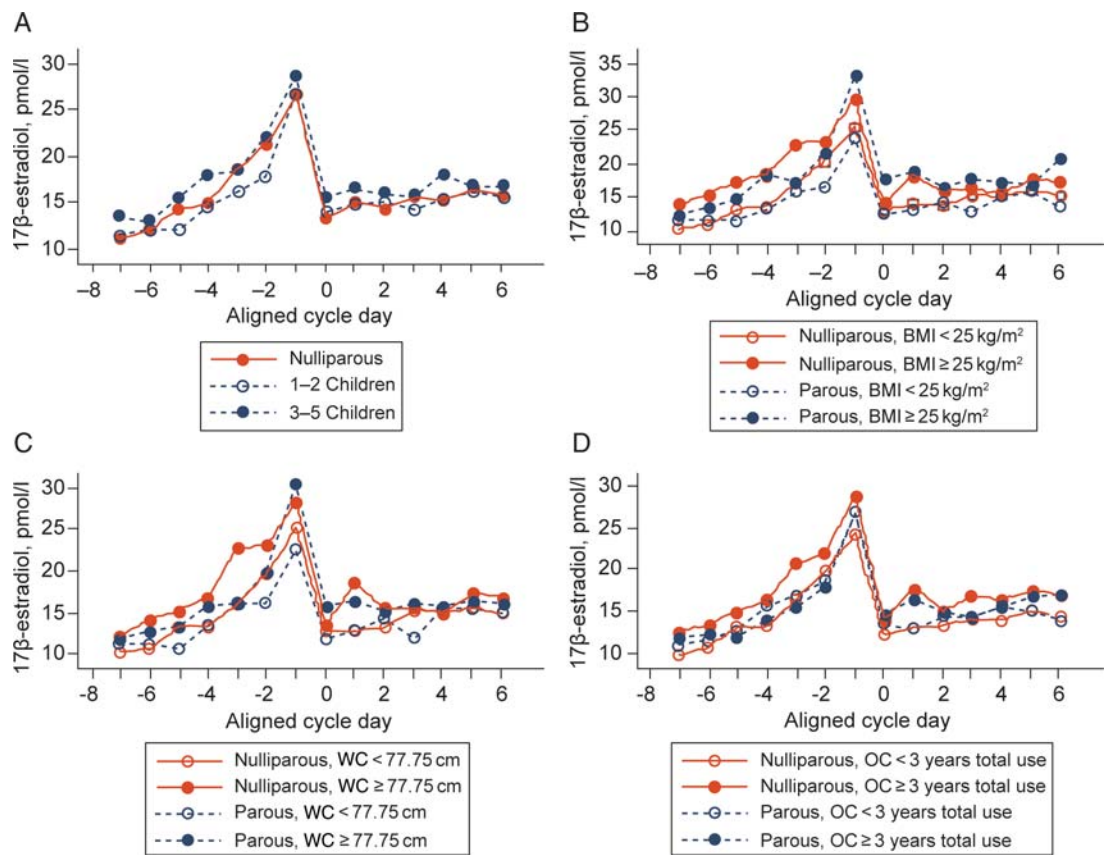 A
17β-estradiol, pmol/l
30
25
20
15
10
–8 –6 –4 –2 0 2 4 6
Aligned cycle day
Nulliparous
1–2 Children
3–5 Children
B
17β-estradiol, pmol/l
35
30
25
20
15
10
–8 –6 –4 –2 0 2 4 6
Aligned cycle day
Nulliparous, BMI < 25 kg/m²
Nulliparous, BMI ≥ 25 kg/m²
Parous, BMI < 25 kg/m²
Parous, BMI ≥ 25 kg/m²
C
17β-estradiol, pmol/l
30
25
20
15
10
-8 -6 -4 -2 0 2 4 6
Aligned cycle day
Nulliparous, WC < 77.75 cm
Nulliparous, WC ≥ 77.75 cm
Parous, WC < 77.75 cm
Parous, WC ≥ 77.75 cm
D
17β-estradiol, pmol/l
30
25
20
15
10
-8 -6 -4 -2 0 2 4 6
Aligned cycle day
Nulliparous, OC < 3 years total use
Nulliparous, OC ≥ 3 years total use
Parous, OC < 3 years total use
Parous, OC ≥ 3 years total use